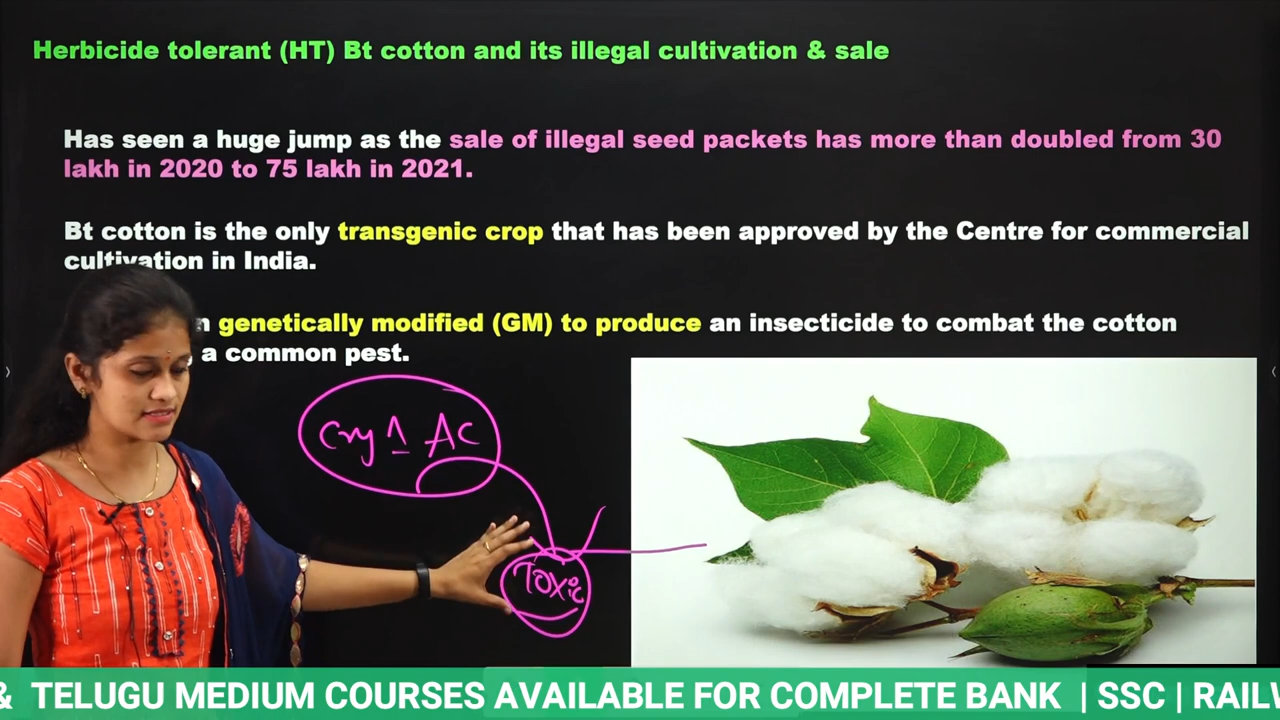 Herbicide tolerant (HT) Bt cotton and its illegal cultivation & sale
Has seen a huge jump as the sale of illegal seed packets has more than doubled from 30
lakh in 2020 to 75 lakh in 2021.
Bt cotton is the only transgenic crop that has been approved by the Centre for commercial
cultivation in India.
n genetically modified (GM) to produce an insecticide to combat the cotton
a common pest.
Cry 1 AC
Toxic
& TELUGU MEDIUM COURSES AVAILABLE FOR COMPLETE BANK | SSC | RAILW